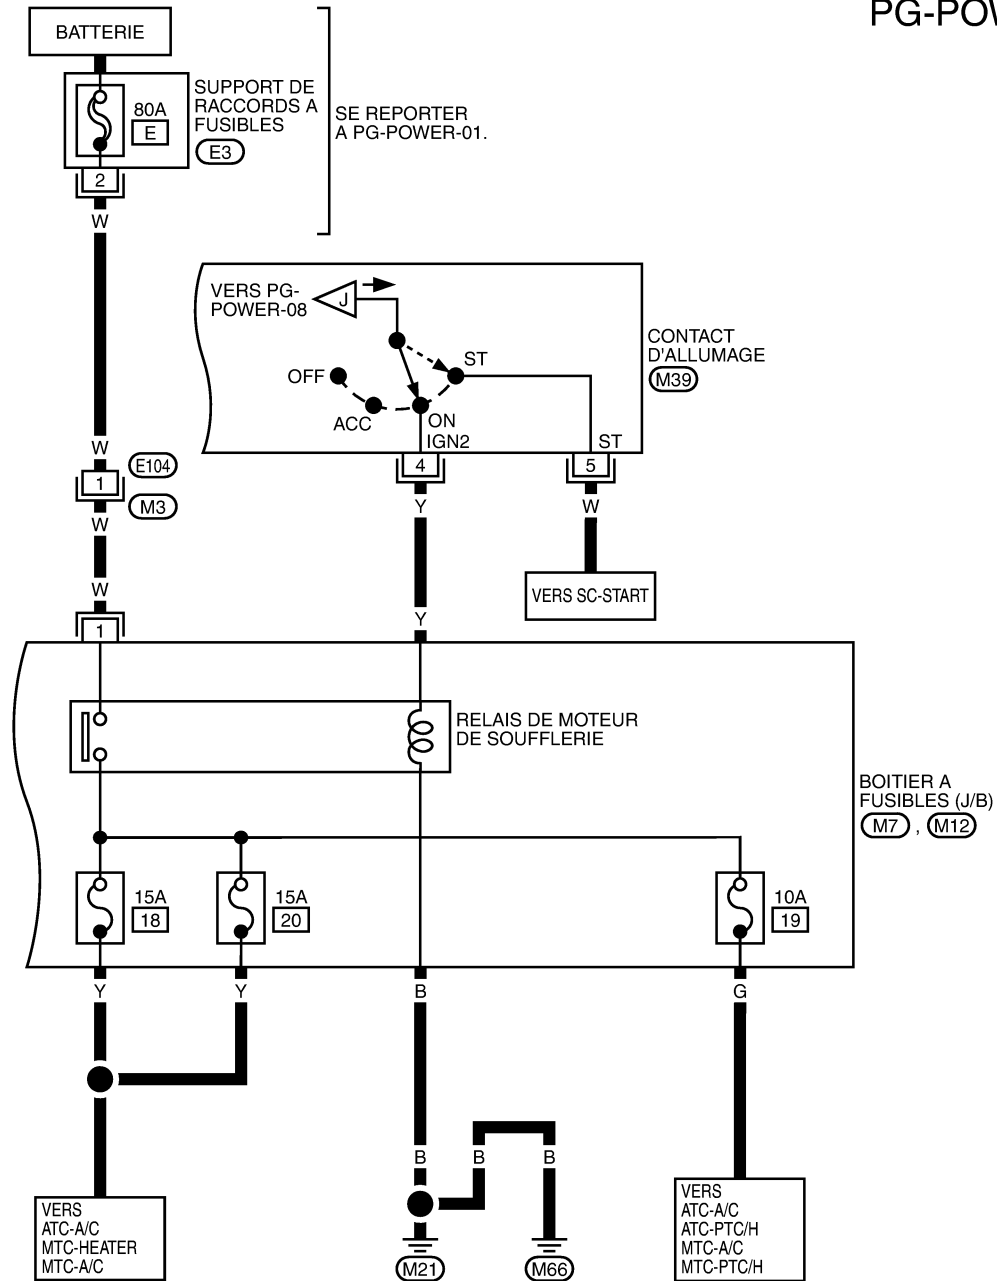 PG-POW
BATTERIE
80A
E
SUPPORT DE
RACCORDS A
FUSIBLES
E3
SE REPORTER
A PG-POWER-01.
2
W
VERS PG-
POWER-08
J
OFF
ACC
ON
IGN2
ST
ST
CONTACT
D'ALLUMAGE
M39
4
5
W
E104
1
M3
W
Y
W
VERS SC-START
W
Y
1
RELAIS DE MOTEUR
DE SOUFFLERIE
BOITIER A
FUSIBLES (J/B)
M7 , M12
15A
18
15A
20
10A
19
Y
Y
B
G
B
B
B
VERS
ATC-A/C
MTC-HEATER
MTC-A/C
M21
M66
VERS
ATC-A/C
ATC-PTC/H
MTC-A/C
MTC-PTC/H